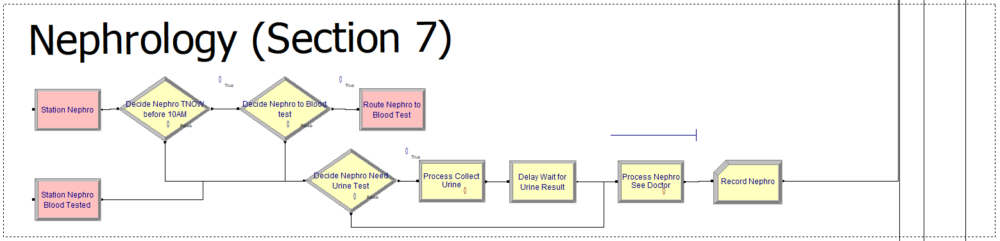 Nephrology (Section 7)
0
True
0
True
Station Nephro
Decide Nephro TNOW
before 10AM
0
False
Decide Nephro to Blood
test
0
False
Route Nephro to
Blood Test
0
True
Station Nephro
Blood Tested
Decide Nephro Need
Urine Test
0
False
Process Collect
Urine
0
Delay Wait for
Urine Result
Process Nephro
See Doctor
0
Record Nephro